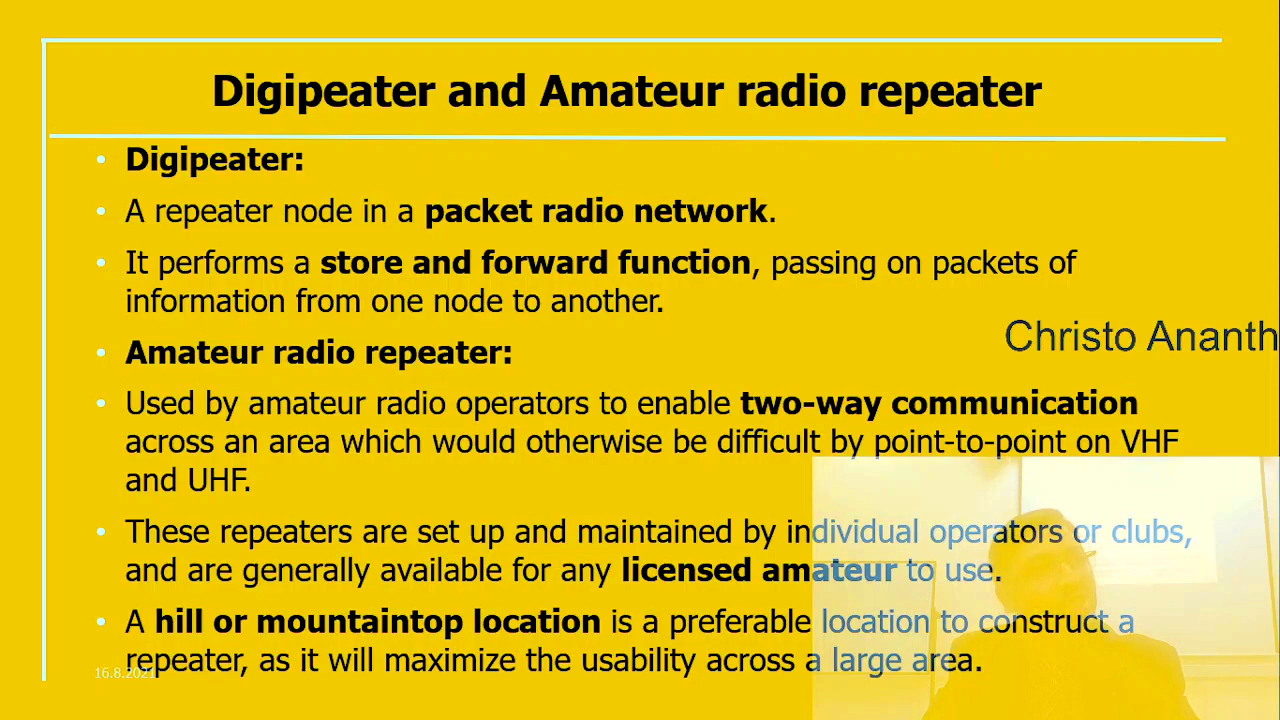 Digipeater and Amateur radio repeater
• Digipeater:
• A repeater node in a packet radio network.
• It performs a store and forward function, passing on packets of
information from one node to another.
Christo Ananth
• Amateur radio repeater:
• Used by amateur radio operators to enable two-way communication
across an area which would otherwise be difficult by point-to-point on VHF
and UHF.
• These repeaters are set up and maintained by individual operators or clubs,
and are generally available for any licensed amateur to use.
• A hill or mountaintop location is a preferable location to construct a
repeater, as it will maximize the usability across a large area.
16.8.2021